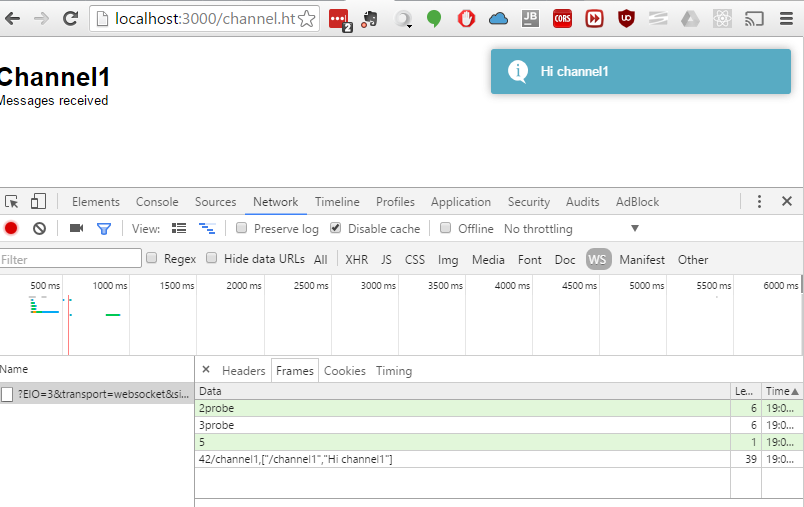 localhost:3000/channel.ht
2
JB
CORS
UO
Channel1
Messages received
Hi channel1
Elements Console Sources Network Timeline Profiles Application Security Audits AdBlock
View: Preserve log Disable cache Offline No throttling
Filter Regex Hide data URLs All XHR JS CSS Img Media Font Doc WS Manifest Other
500 ms 1000 ms 1500 ms 2000 ms 2500 ms 3000 ms 3500 ms 4000 ms 4500 ms 5000 ms 5500 ms 6000 ms
Name Headers Frames Cookies Timing
?EIO=3&transport=websocket&si...
Data Le... Time
2probe 6 19:0...
3probe 6 19:0...
5 1 19:0...
42/channel1,["/channel1","Hi channel1"] 39 19:0...